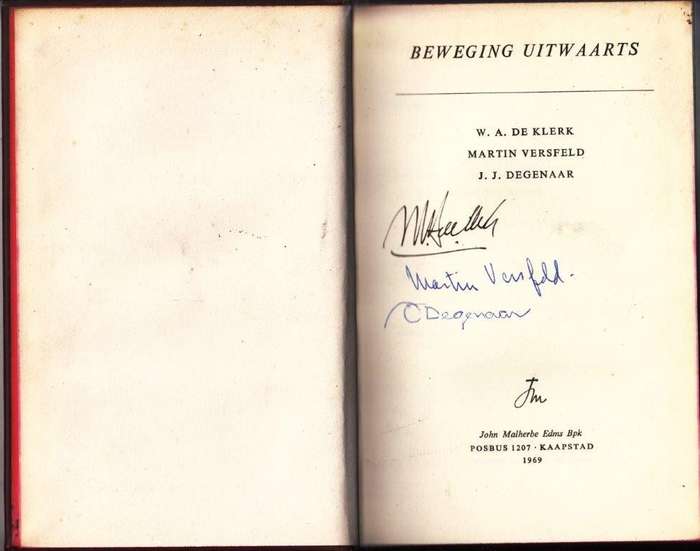 BEWEGING UITWAARTS
W. A. DE KLERK
MARTIN VERSFELD
J. J. DEGENAAR
Martin Versfeld.
Degenaar
John Malherbe Edms Bpk
POSBUS 1207 · KAAPSTAD
1969